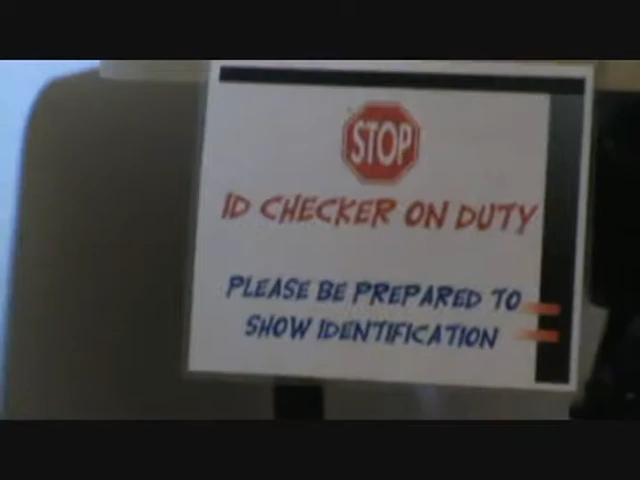 STOP
ID CHECKER ON DUTY
PLEASE BE PREPARED TO
SHOW IDENTIFICATION